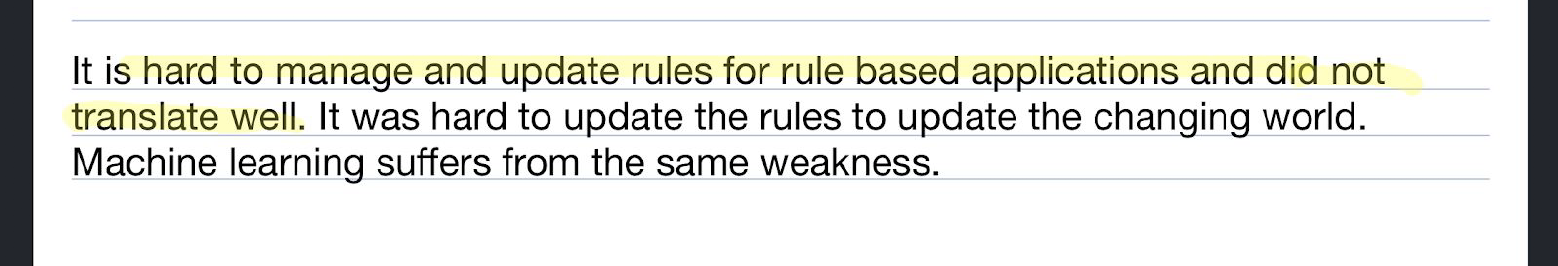 It is hard to manage and update rules for rule based applications and did not
translate well. It was hard to update the rules to update the changing world.
Machine learning suffers from the same weakness.